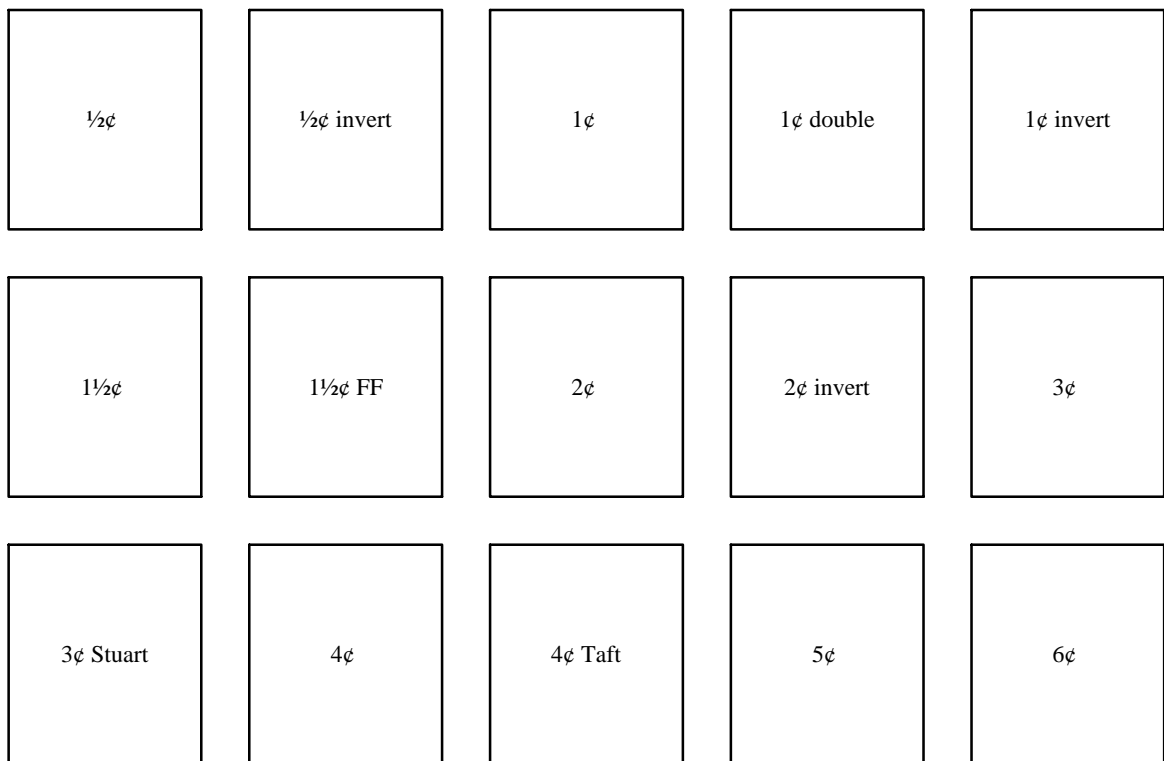 ½¢
½¢ invert
1¢
1¢ double
1¢ invert
1½¢
1½¢ FF
2¢
2¢ invert
3¢
3¢ Stuart
4¢
4¢ Taft
5¢
6¢